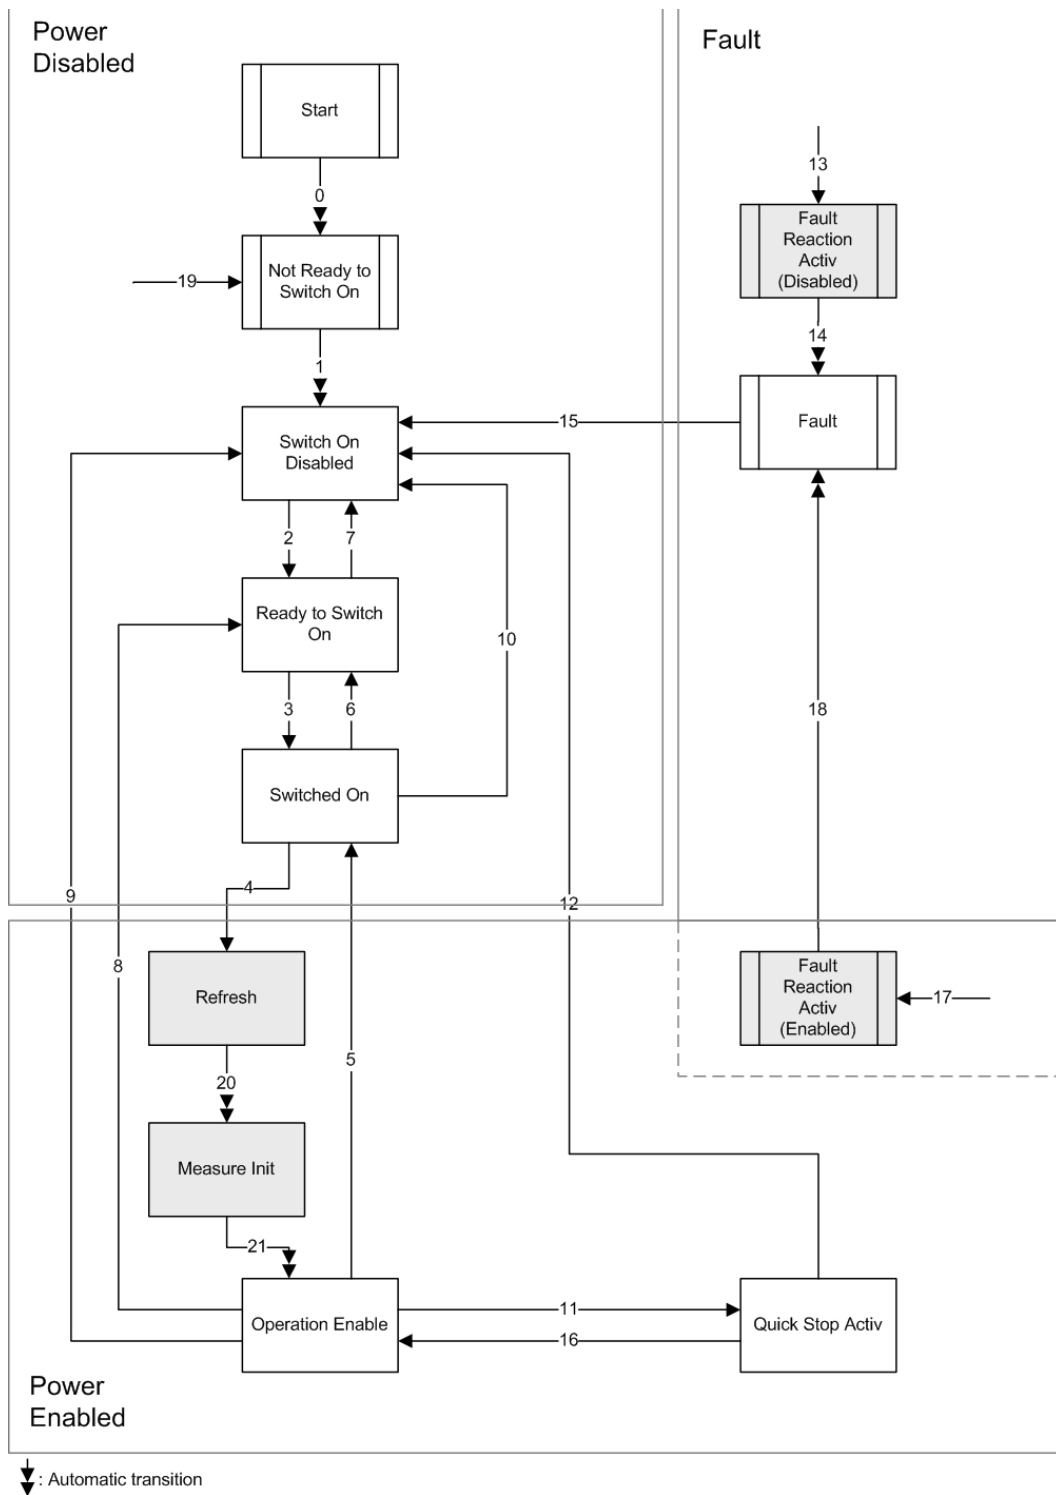 Power
Disabled
Fault
Start
13
0
Fault
Reaction
Activ
(Disabled)
Not Ready to
Switch On
19
14
1
Fault
15
Switch On
Disabled
2
7
Ready to Switch
On
10
3
6
18
Switched On
4
9
12
8
Fault
Reaction
Activ
(Enabled)
17
Refresh
5
20
Measure Init
21
11
Operation Enable
Quick Stop Activ
16
Power
Enabled
: Automatic transition